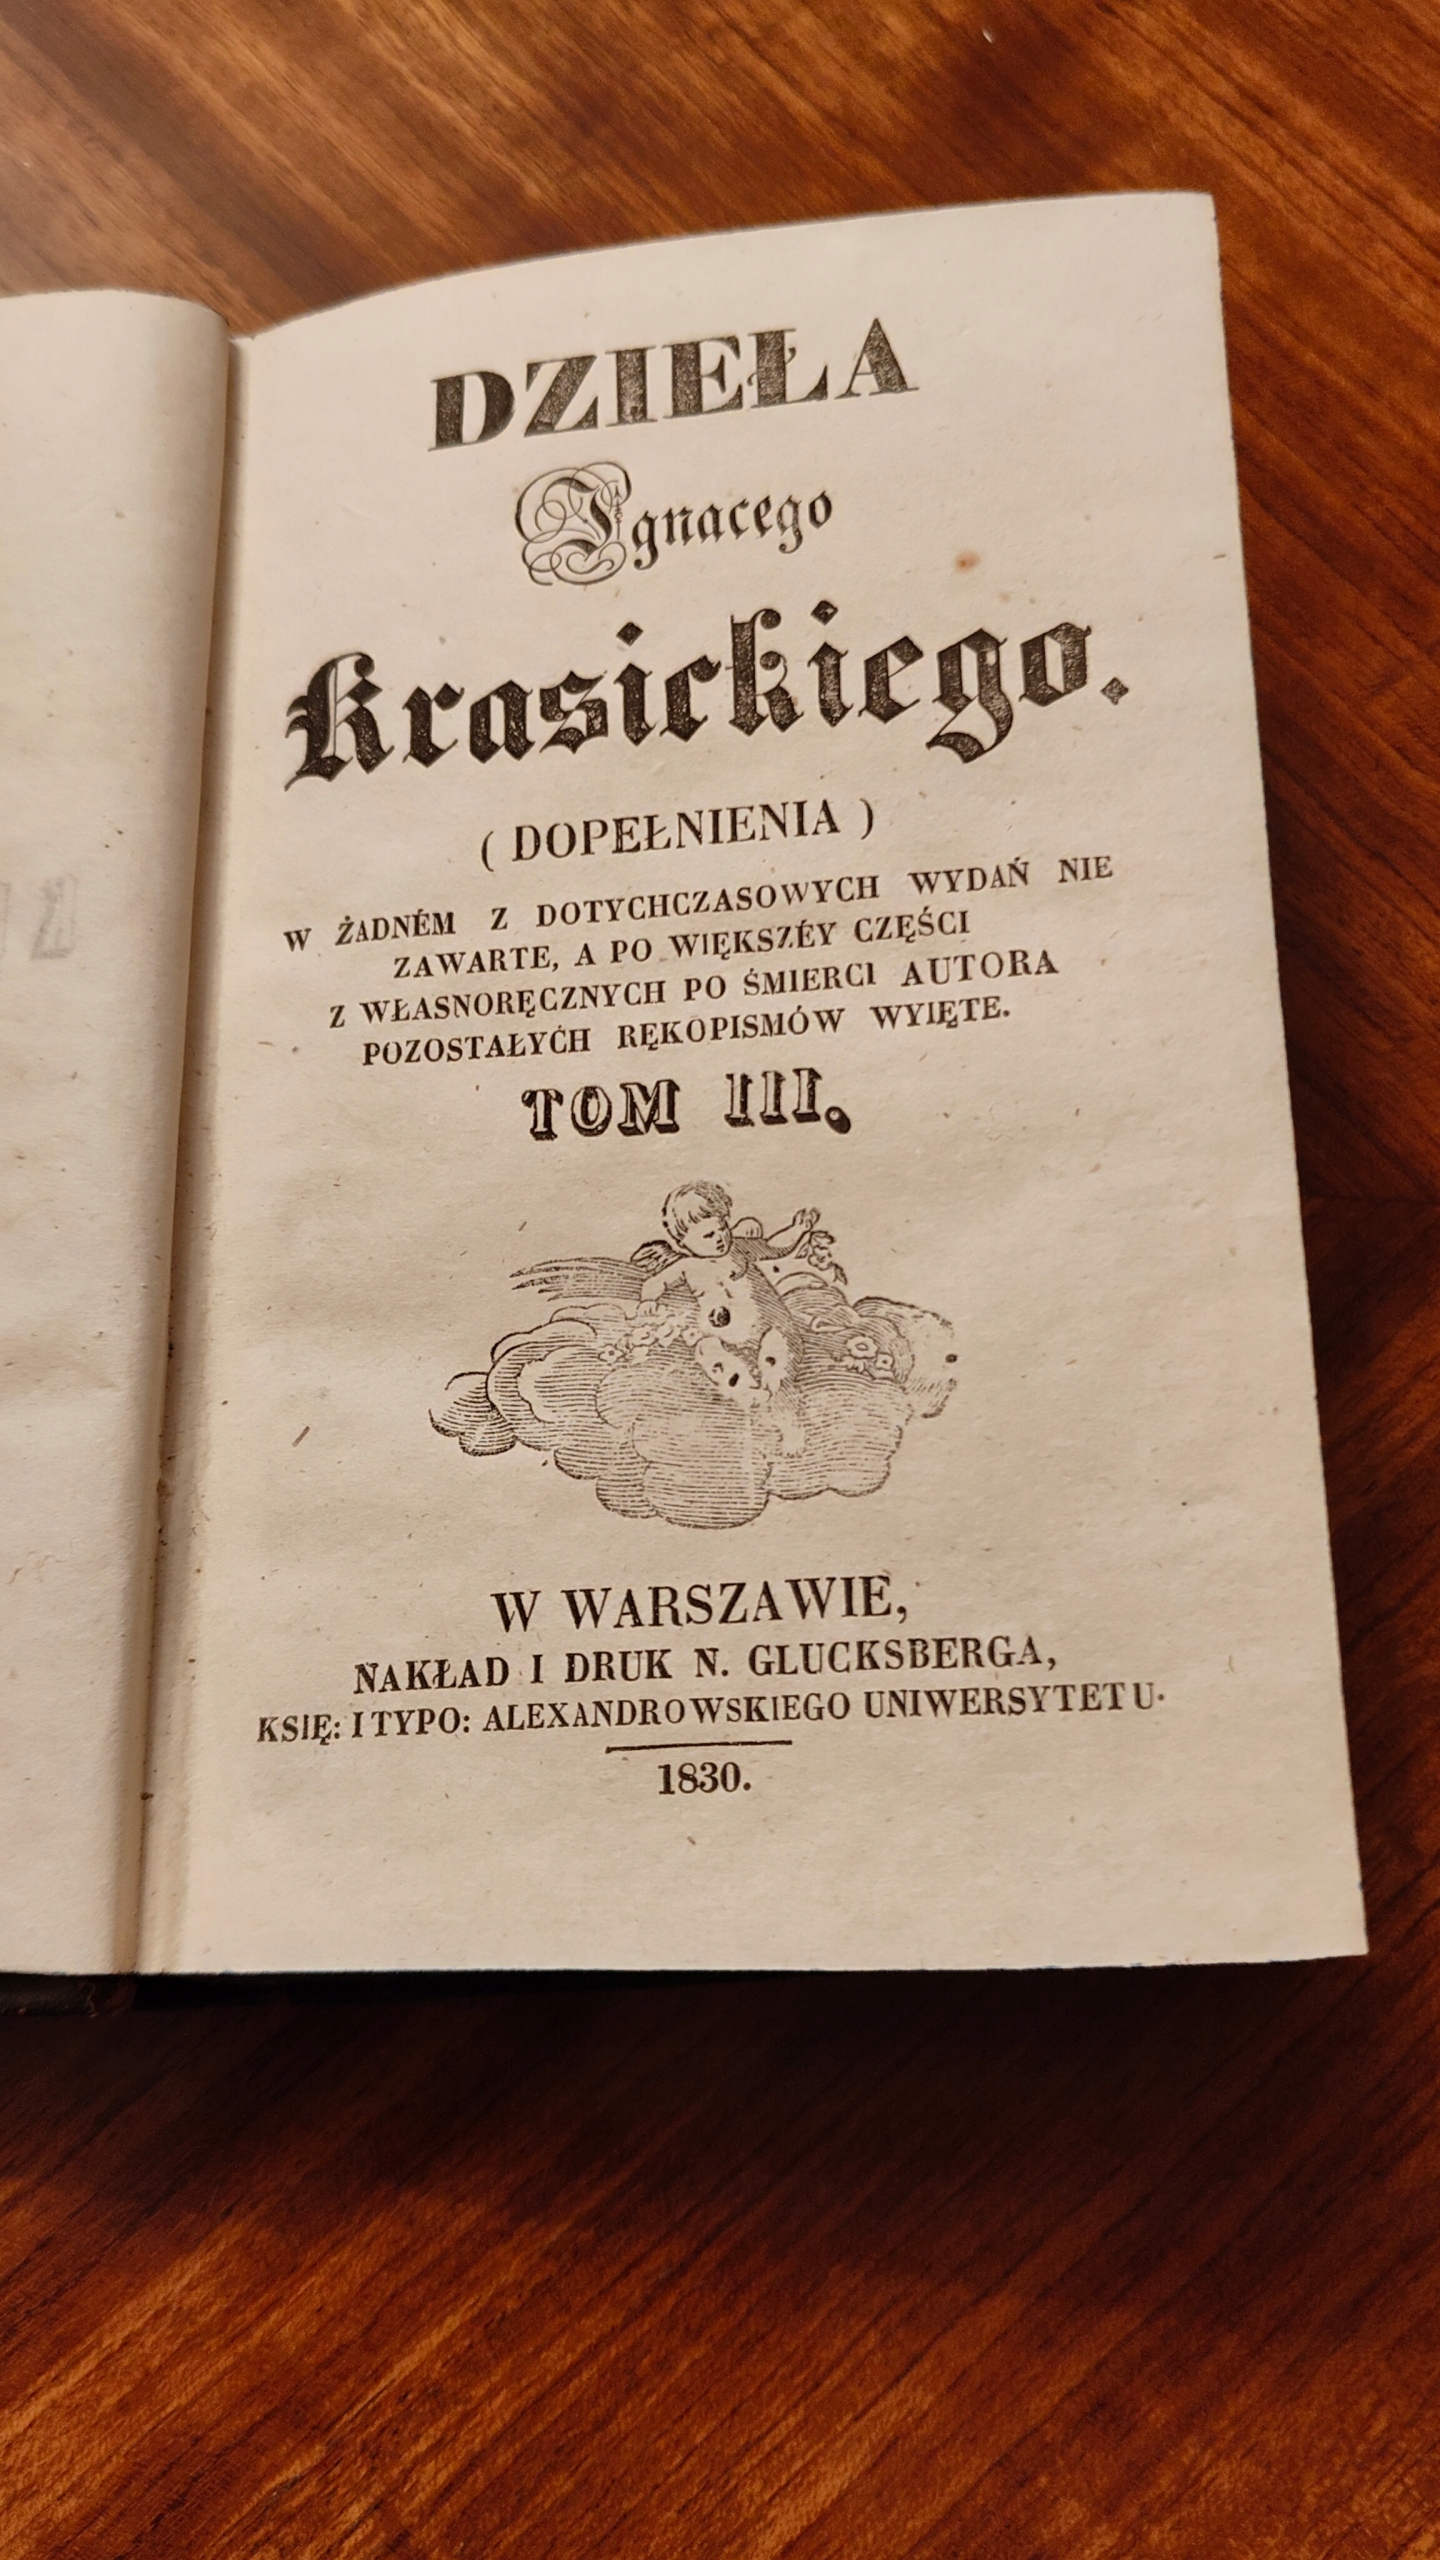 DZIEŁA
Ignacego
Krasickiego.
( DOPEŁNIENIA )
W ŻADNÉM Z DOTYCHCZASOWYCH WYDAŃ NIE
ZAWARTE, A PO WIĘKSZÉY CZĘŚCI
Z WŁASNORĘCZNYCH PO ŚMIERCI AUTORA
POZOSTAŁYCH RĘKOPISMÓW WYIĘTE.
TOM III.
W WARSZAWIE,
NAKŁAD I DRUK N. GLUCKSBERGA,
KSIĘ: I TYPO: ALEXANDROWSKIEGO UNIWERSYTETU.
1830.